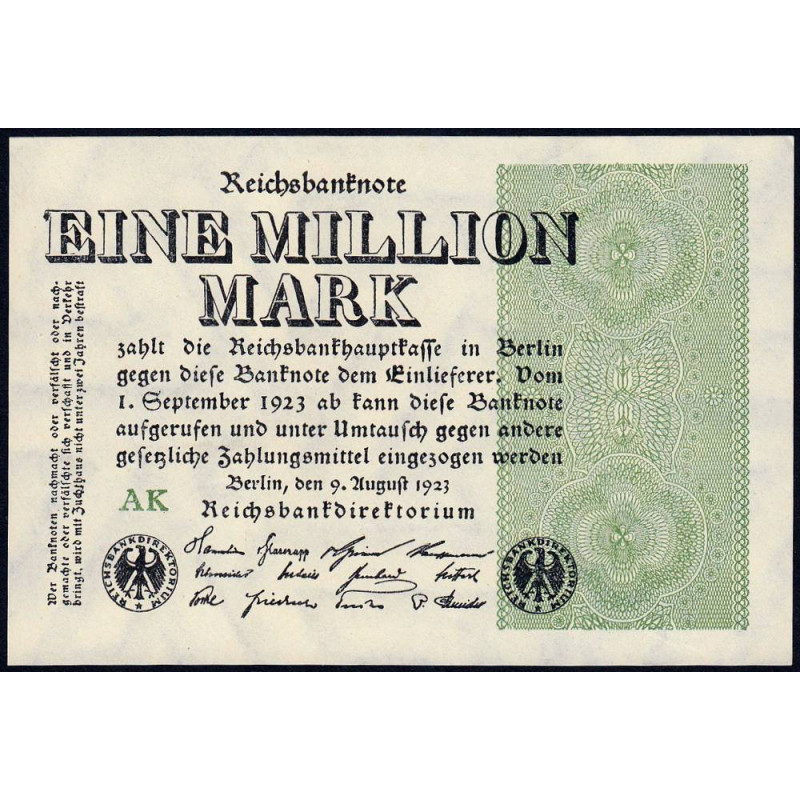 Reichsbanknote
EINE MILLION
MARK
zahlt die Reichsbankhauptkasse in Berlin
gegen diese Banknote dem Einlieferer. Vom
1. September 1923 ab kann diese Banknote
aufgerufen und unter Umtausch gegen andere
gesetzliche Zahlungsmittel eingezogen werden
Berlin, den 9. August 1923
Reichsbankdirektorium
AK
Wer Banknoten nachmacht oder verfälscht oder nach-
gemachte oder verfälschte sich verschafft und in Verkehr
bringt, wird mit Zuchthaus nicht unter zwei Jahren bestraft
REICHSBANKDIREKTORIUM
REICHSBANKDIREKTORIUM